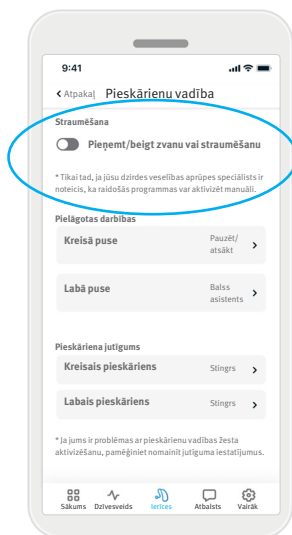 9:41
Atpakaļ Pieskārienu vadība
Straumēšana
Pieņemt/beigt zvanu vai straumēšanu
* Tikai tad, ja jūsu dzirdes veselības aprūpes speciālists ir
noteicis, ka raidošās programmas var aktivizēt manuāli.
Pielāgotas darbības
Kreisā puse Pauzēt/
atsākt
Labā puse Balss
asistents
Pieskāriena jutīgums
Kreisais pieskāriens Stingrs
Labais pieskāriens Stingrs
* Ja jums ir problēmas ar pieskārienu vadības žesta
aktivizēšanu, pamēģiniet nomainīt jutīguma iestatījumus.
Sākums Dzīvesveids Ierīces Atbalsts Vairāk